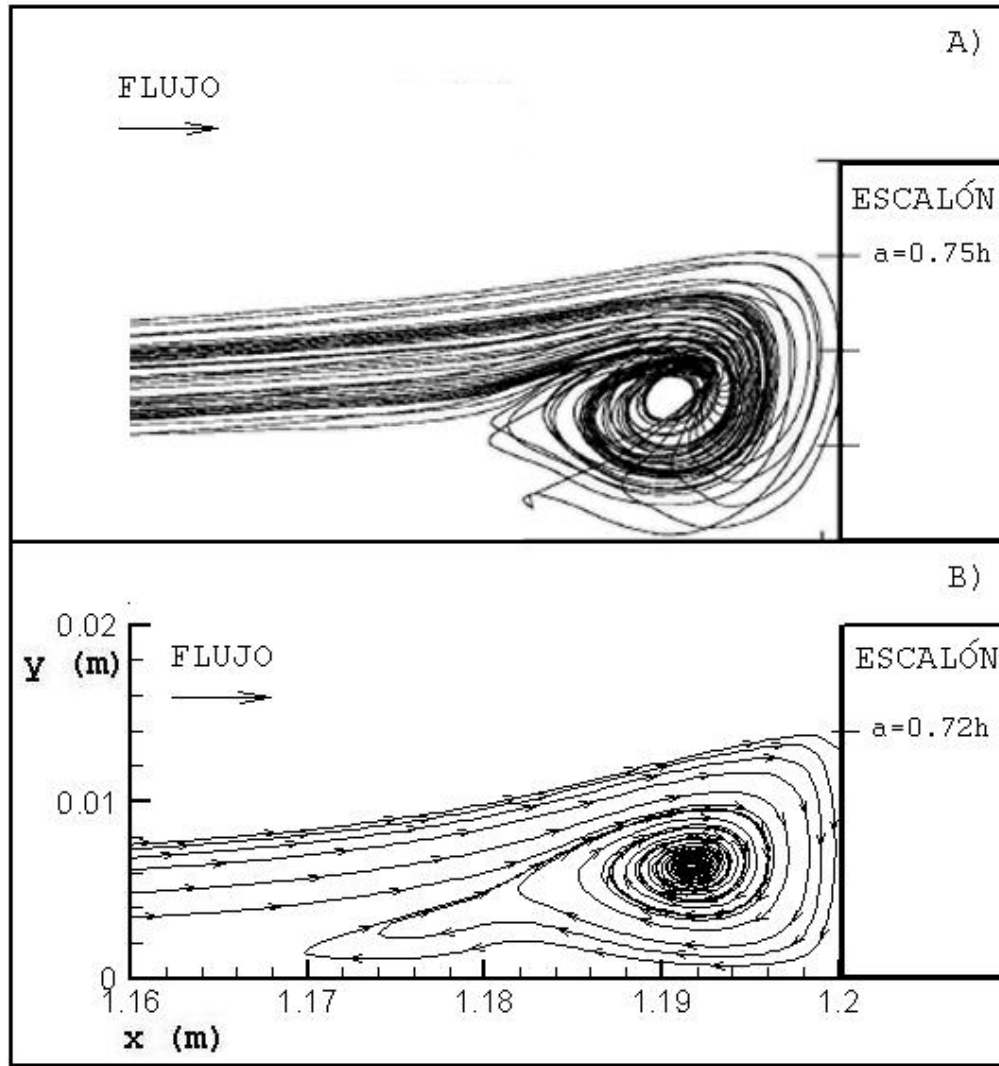 A)
FLUJO
ESCALÓN
a=0.75h
B)
0.02
y (m)
FLUJO
ESCALÓN
a=0.72h
0.01
0
1.16 1.17 1.18 1.19 1.2
x (m)